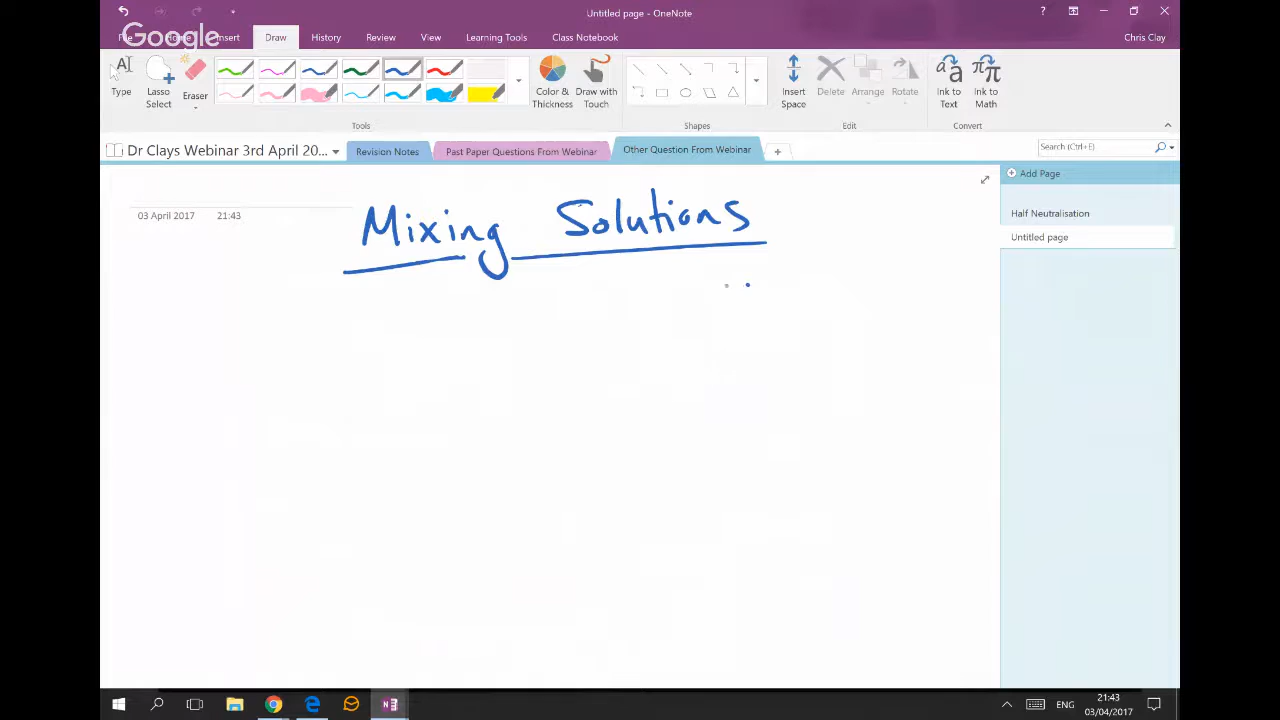 Untitled page - OneNote
?
Google
Insert Draw History Review View Learning Tools Class Notebook Chris Clay
Type
Lasso Select
Eraser
Color & Thickness
Draw with Touch
Insert Space
Delete
Arrange
Rotate
Ink to Text
Ink to Math
Tools Shapes Edit Convert
Dr Clays Webinar 3rd April 20... Revision Notes Past Paper Questions From Webinar Other Question From Webinar + Search (Ctrl+E)
Add Page
03 April 2017 21:43
Mixing Solutions
Half Neutralisation
Untitled page
ENG
21:43
03/04/2017